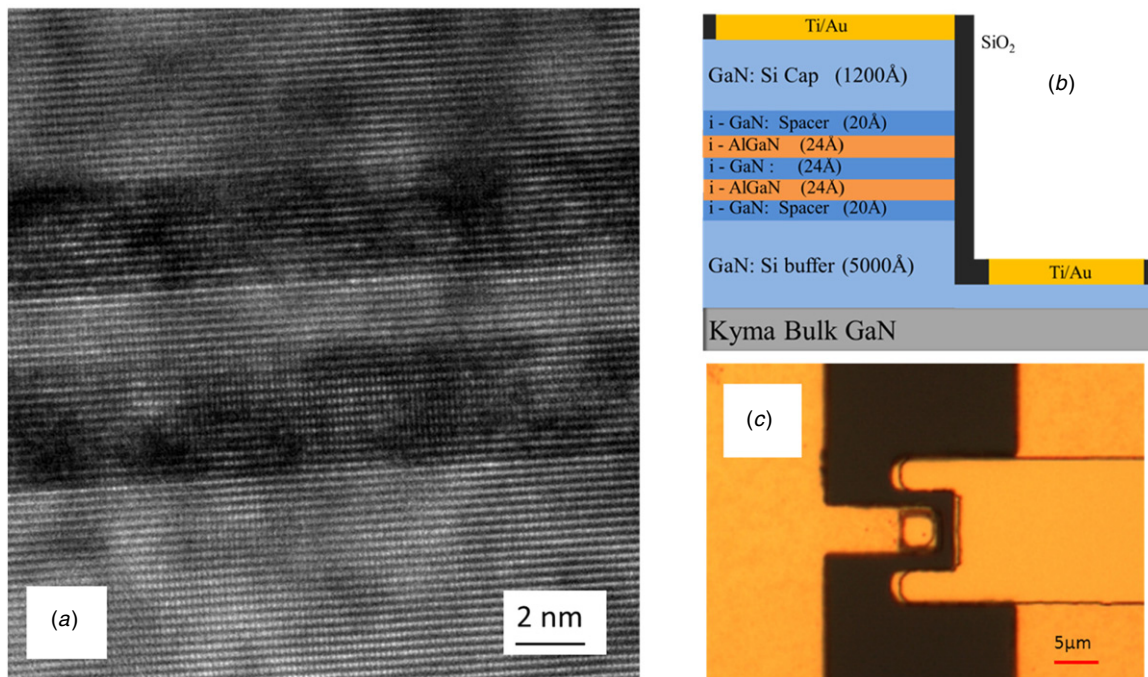 (a)
2 nm
Ti/Au
SiO2
(b)
GaN: Si Cap (1200Å)
i - GaN: Spacer (20Å)
i - AlGaN (24Å)
i - GaN : (24Å)
i - AlGaN (24Å)
i - GaN: Spacer (20Å)
GaN: Si buffer (5000Å)
Ti/Au
Kyma Bulk GaN
(c)
5µm